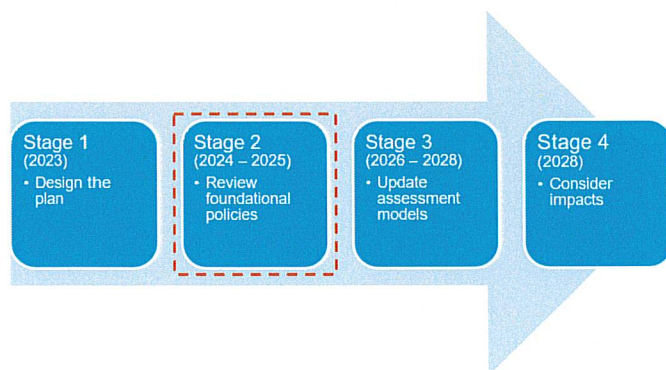 Stage 1
(2023)
• Design the
plan
Stage 2
(2024 – 2025)
• Review
foundational
policies
Stage 3
(2026 – 2028)
• Update
assessment
models
Stage 4
(2028)
• Consider
impacts